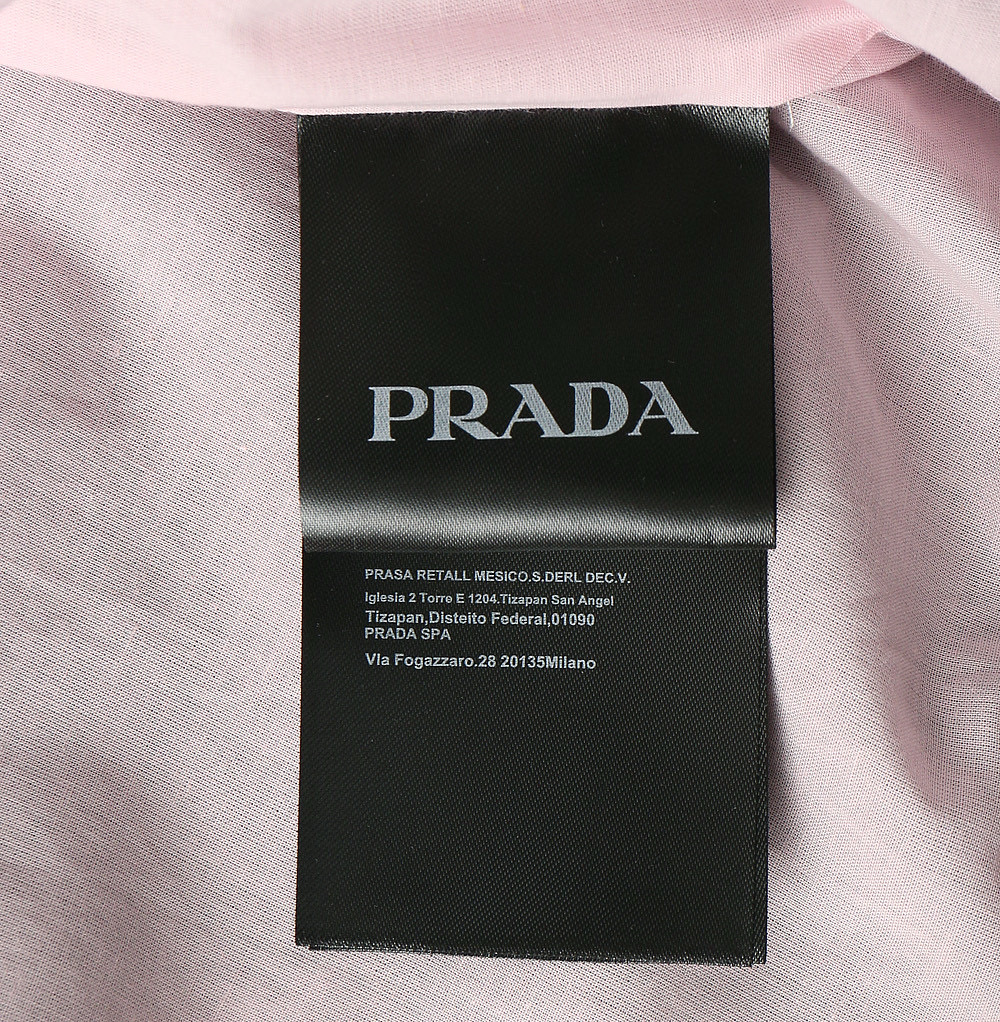 PRADA
PRASA RETALL MESICO.S.DERL DEC.V.
Iglesia 2 Torre E 1204.Tizapan San Angel
Tizapan,Disteito Federal,01090
PRADA SPA
Vla Fogazzaro.28 20135Milano